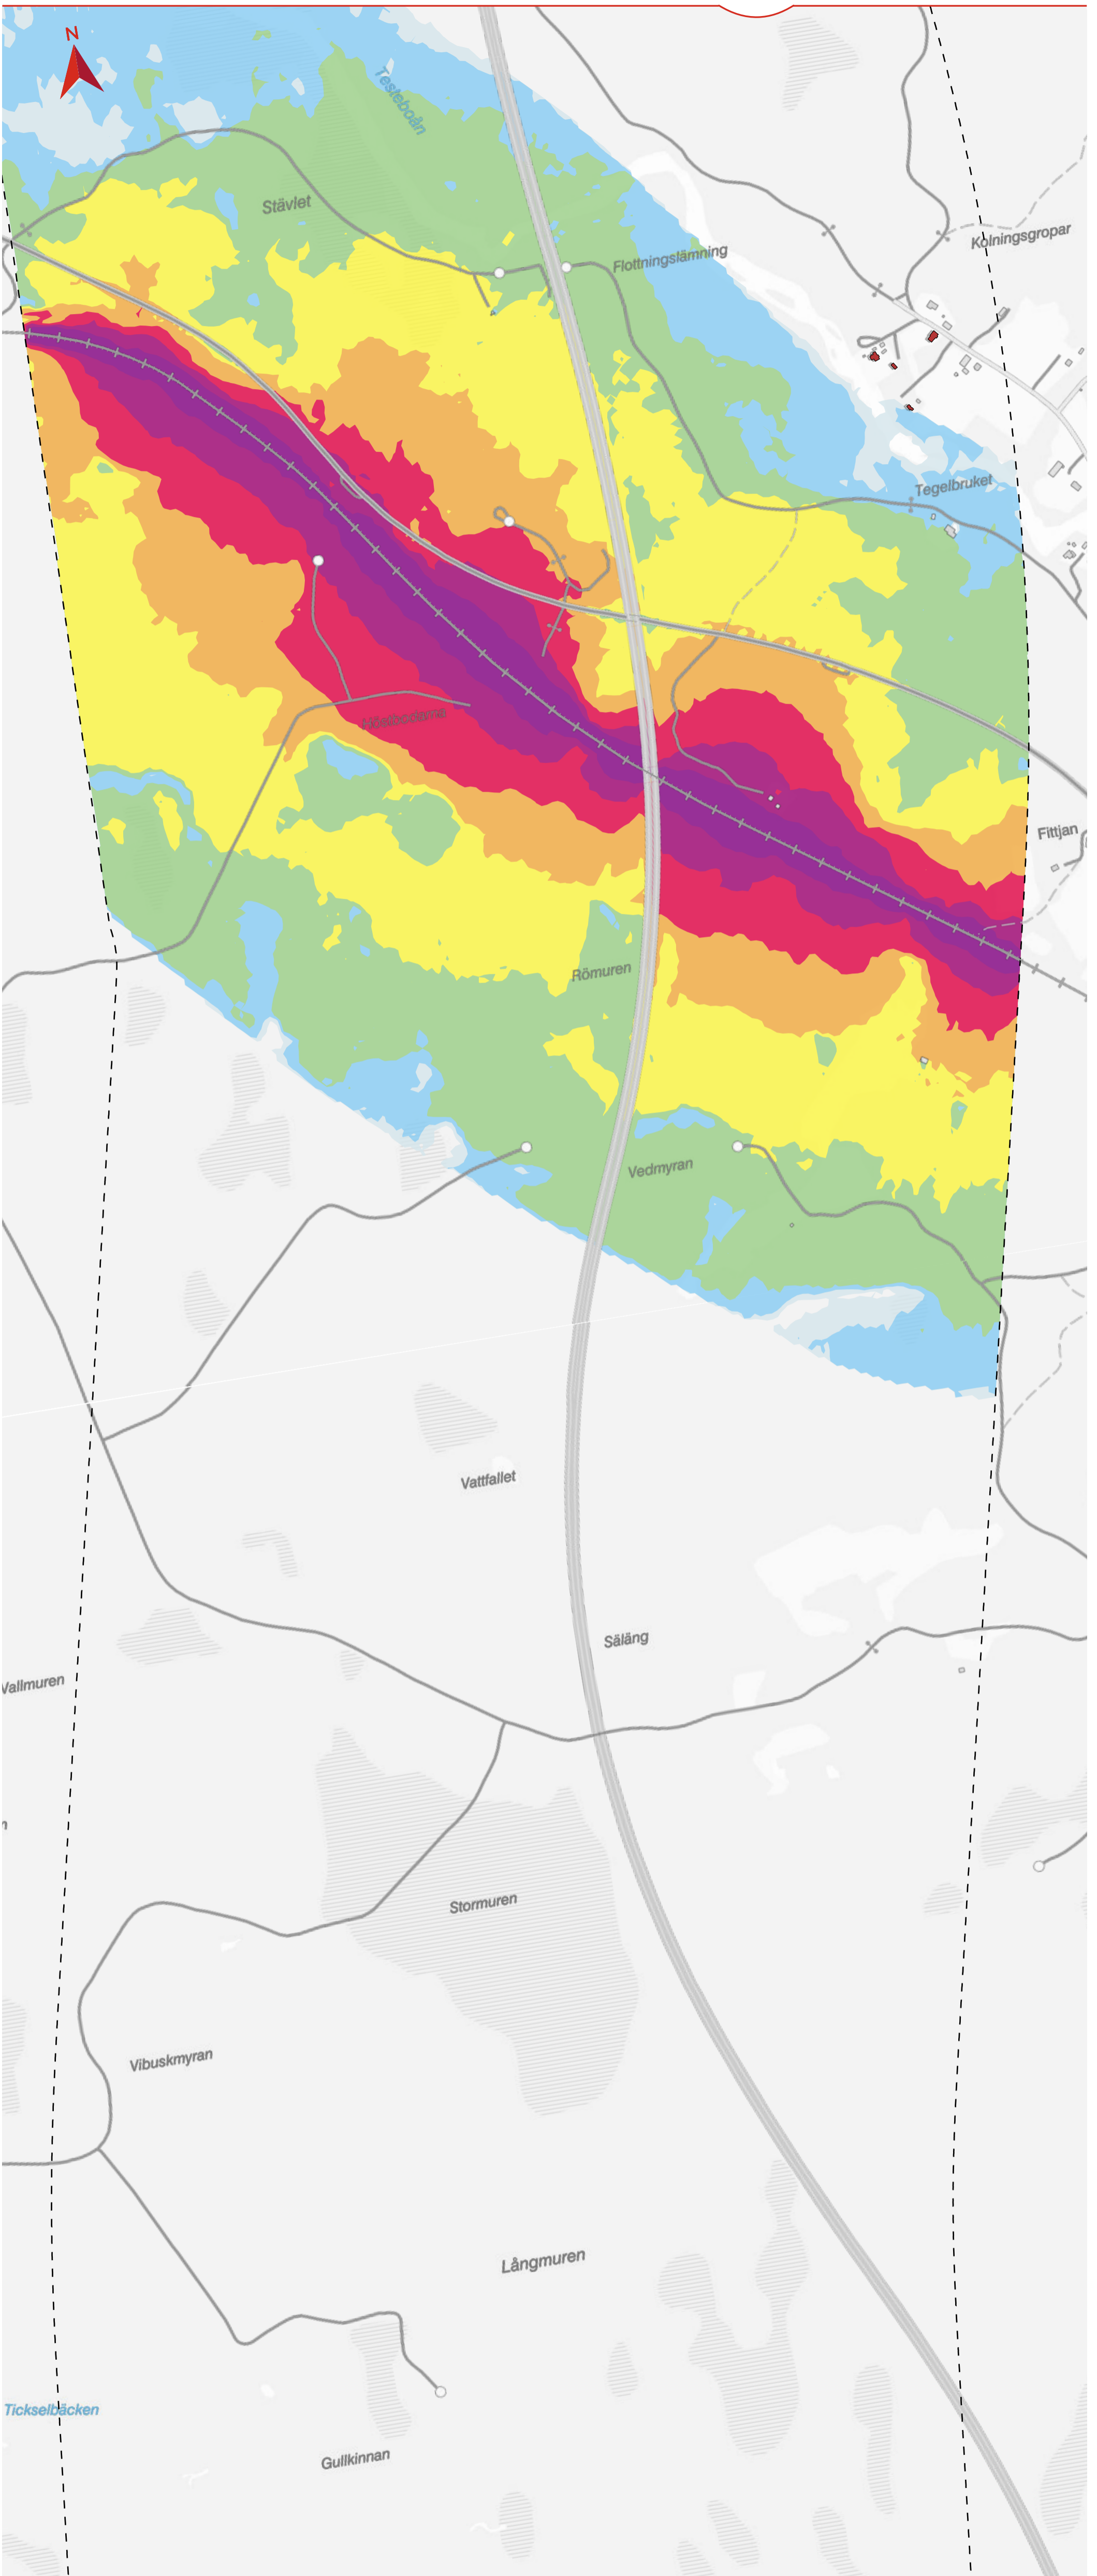 N
Testeboån
Stävlet
Kolningsgropar
Flottningslämning
Tegelbruket
Fittjan
Römuren
Vedmyran
Vattfallet
Säläng
Vallmuren
Stormuren
Vibuskmyran
Långmuren
Tickselbäcken
Gullkinnan